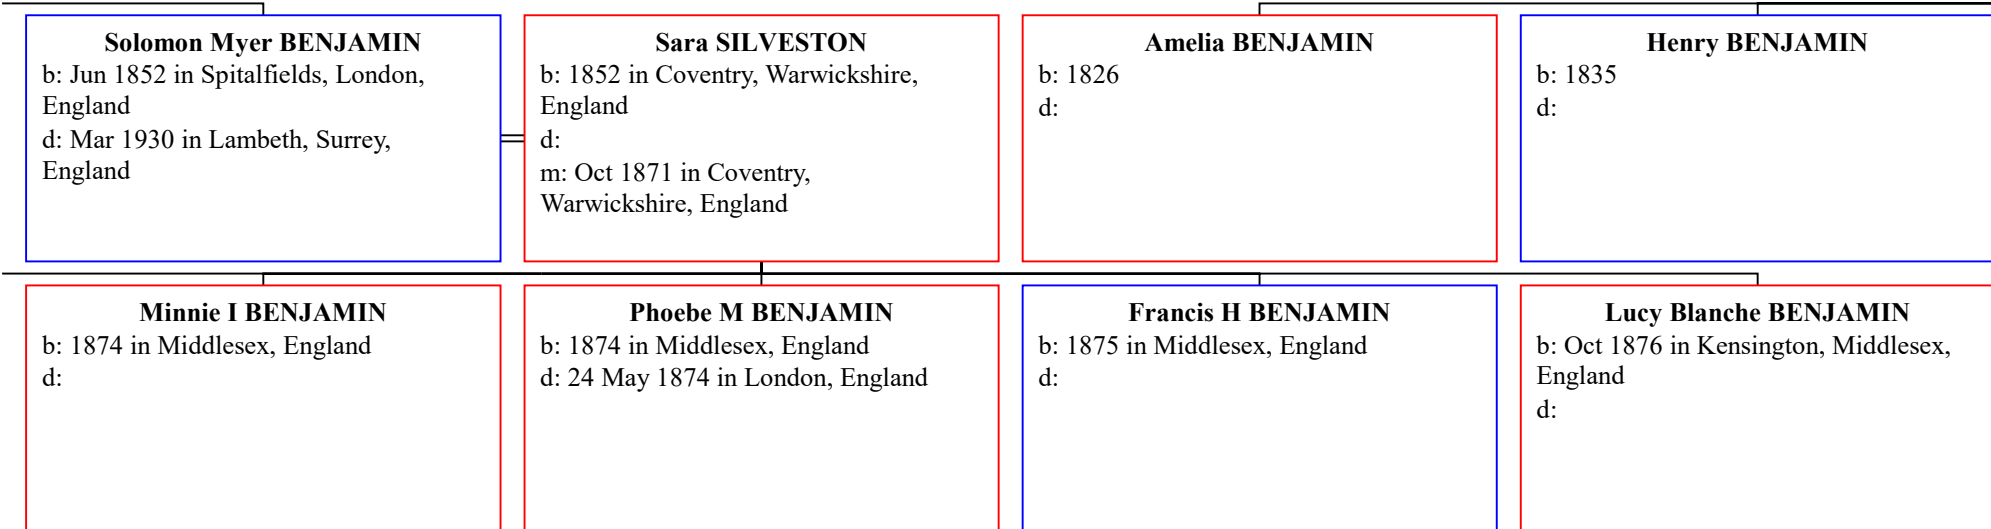 Solomon Myer BENJAMIN
b: Jun 1852 in Spitalfields, London,
England
d: Mar 1930 in Lambeth, Surrey,
England
Sara SILVESTON
b: 1852 in Coventry, Warwickshire,
England
d:
m: Oct 1871 in Coventry,
Warwickshire, England
Amelia BENJAMIN
b: 1826
d:
Henry BENJAMIN
b: 1835
d:
Minnie I BENJAMIN
b: 1874 in Middlesex, England
d:
Phoebe M BENJAMIN
b: 1874 in Middlesex, England
d: 24 May 1874 in London, England
Francis H BENJAMIN
b: 1875 in Middlesex, England
d:
Lucy Blanche BENJAMIN
b: Oct 1876 in Kensington, Middlesex,
England
d: